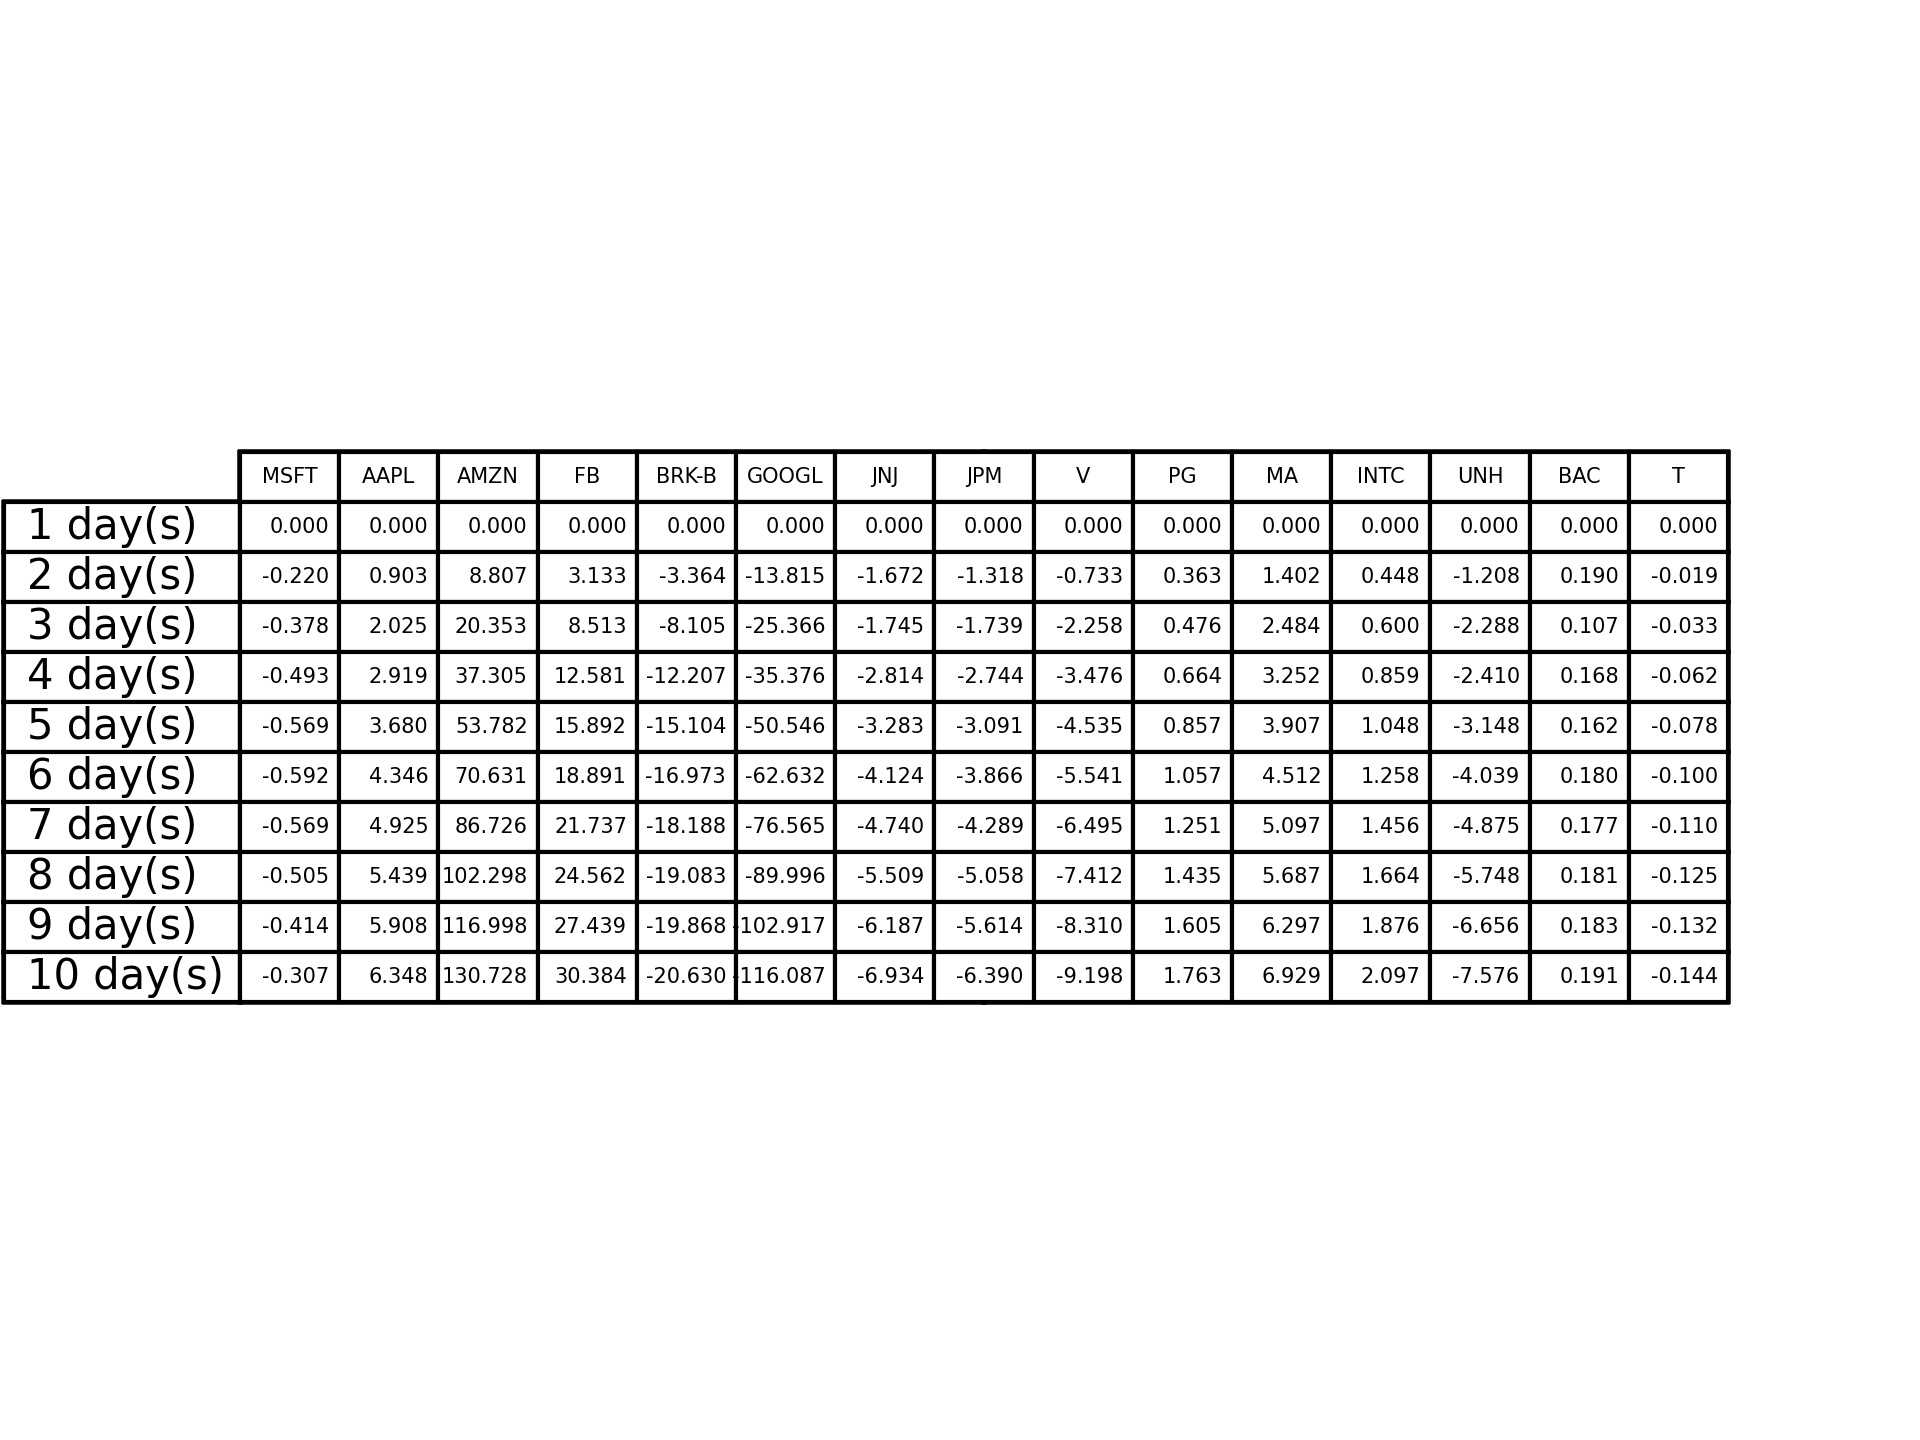 MSFT AAPL AMZN FB BRK-B GOOGL JNJ JPM V PG MA INTC UNH BAC T
1 day(s) 0.000 0.000 0.000 0.000 0.000 0.000 0.000 0.000 0.000 0.000 0.000 0.000 0.000 0.000 0.000
2 day(s) -0.220 0.903 8.807 3.133 -3.364 -13.815 -1.672 -1.318 -0.733 0.363 1.402 0.448 -1.208 0.190 -0.019
3 day(s) -0.378 2.025 20.353 8.513 -8.105 -25.366 -1.745 -1.739 -2.258 0.476 2.484 0.600 -2.288 0.107 -0.033
4 day(s) -0.493 2.919 37.305 12.581 -12.207 -35.376 -2.814 -2.744 -3.476 0.664 3.252 0.859 -2.410 0.168 -0.062
5 day(s) -0.569 3.680 53.782 15.892 -15.104 -50.546 -3.283 -3.091 -4.535 0.857 3.907 1.048 -3.148 0.162 -0.078
6 day(s) -0.592 4.346 70.631 18.891 -16.973 -62.632 -4.124 -3.866 -5.541 1.057 4.512 1.258 -4.039 0.180 -0.100
7 day(s) -0.569 4.925 86.726 21.737 -18.188 -76.565 -4.740 -4.289 -6.495 1.251 5.097 1.456 -4.875 0.177 -0.110
8 day(s) -0.505 5.439 102.298 24.562 -19.083 -89.996 -5.509 -5.058 -7.412 1.435 5.687 1.664 -5.748 0.181 -0.125
9 day(s) -0.414 5.908 116.998 27.439 -19.868 -102.917 -6.187 -5.614 -8.310 1.605 6.297 1.876 -6.656 0.183 -0.132
10 day(s) -0.307 6.348 130.728 30.384 -20.630 -116.087 -6.934 -6.390 -9.198 1.763 6.929 2.097 -7.576 0.191 -0.144